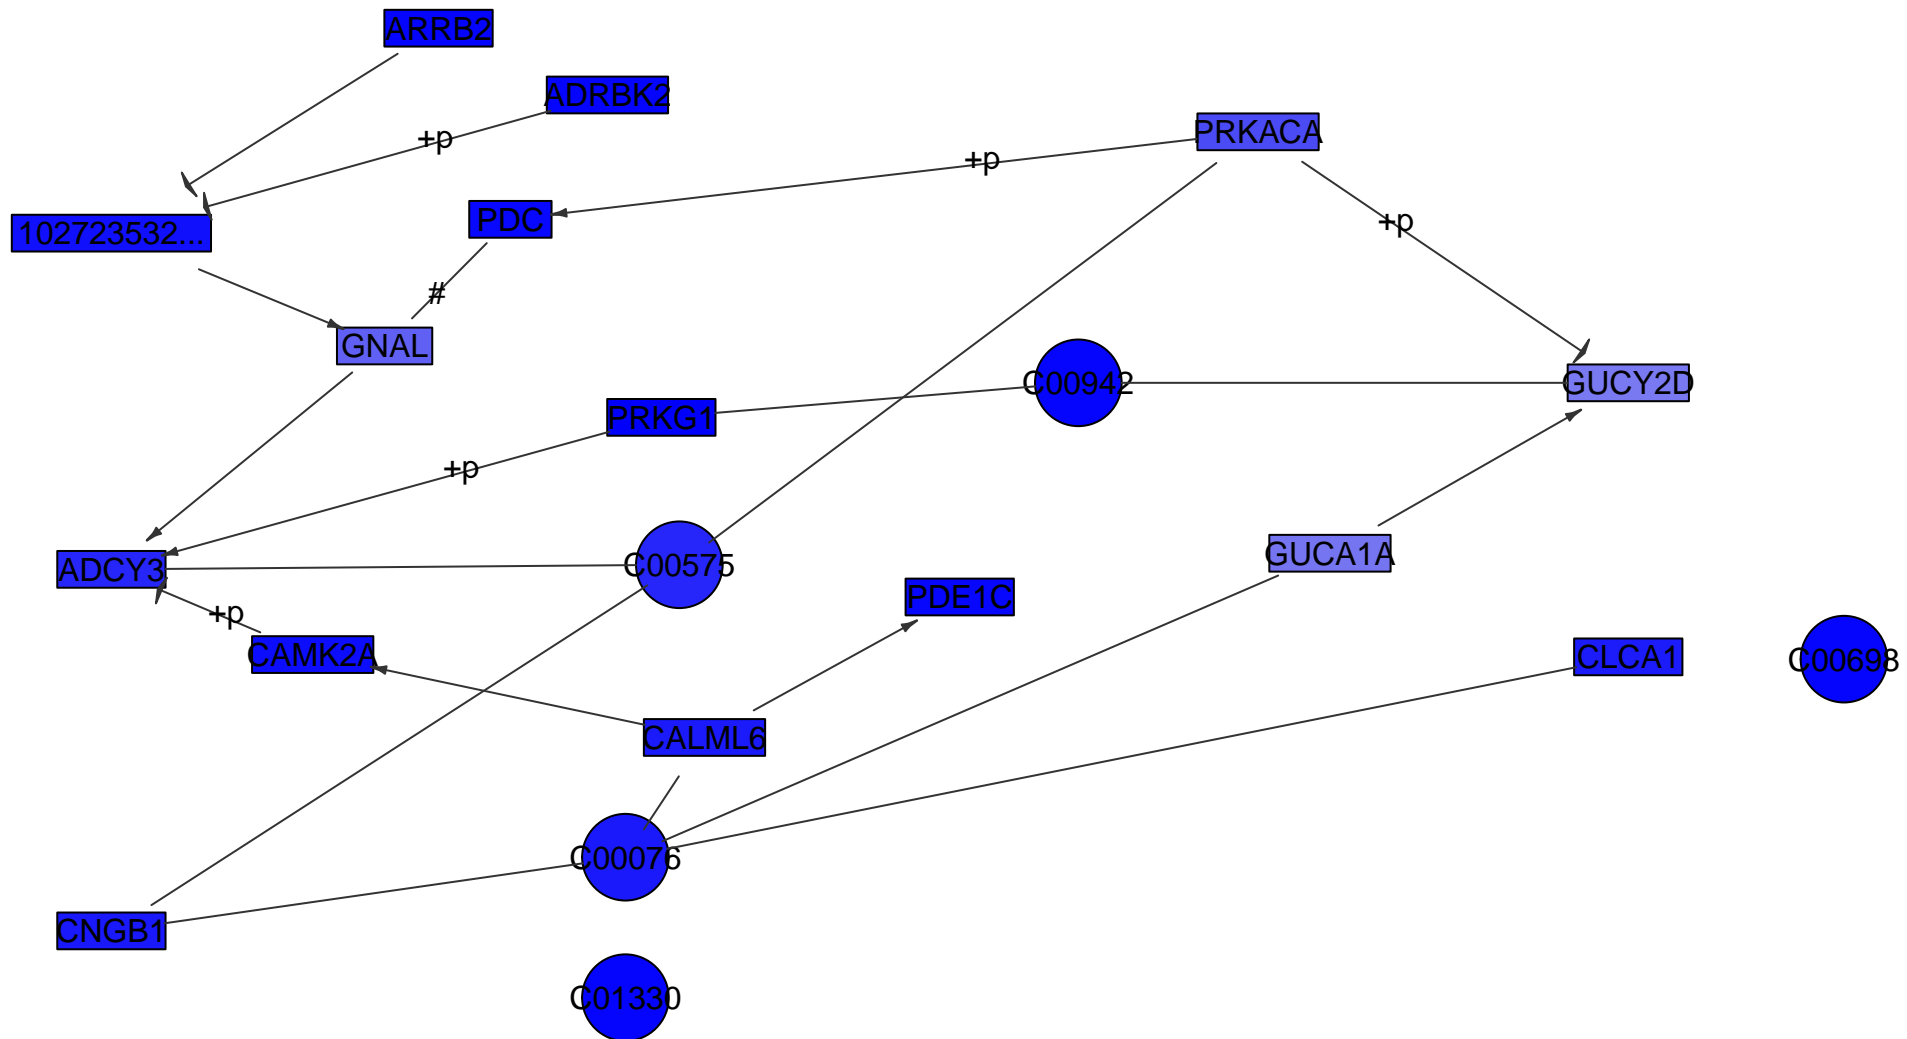 ARRB2
ADRBK2
+p
PRKACA
+p
PDC
102723532...
+p
#
GNAL
C00942
GUCY2D
PRKG1
+p
ADCY3
C00575
GUCA1A
PDE1C
+p
CAMK2A
CLCA1
C00698
CALML6
C00076
CNGB1
C01330